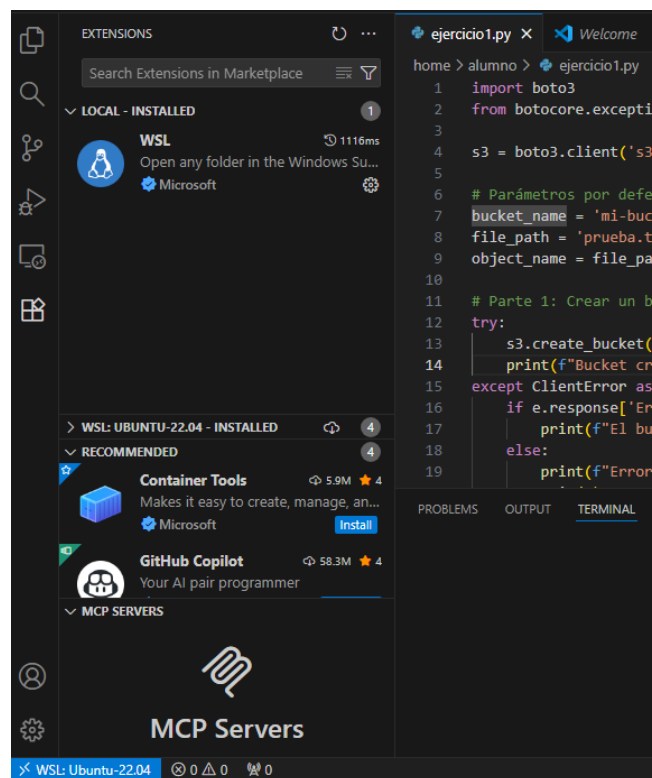 EXTENSIONS
Search Extensions in Marketplace
LOCAL - INSTALLED 1
WSL 1116ms
Open any folder in the Windows Su...
Microsoft
WSL: UBUNTU-22.04 - INSTALLED 4
RECOMMENDED 4
Container Tools 5.9M 4
Makes it easy to create, manage, an...
Microsoft Install
GitHub Copilot 58.3M 4
Your AI pair programmer
MCP SERVERS
MCP Servers
ejercicio1.py Welcome
home > alumno > ejercicio1.py
1 import boto3
2 from botocore.excepti
3
4 s3 = boto3.client('s3
5
6 # Parámetros por defe
7 bucket_name = 'mi-buc
8 file_path = 'prueba.t
9 object_name = file_pa
10
11 # Parte 1: Crear un b
12 try:
13 s3.create_bucket(
14 print(f"Bucket cr
15 except ClientError as
16 if e.response['Er
17 print(f"El bu
18 else:
19 print(f"Error
PROBLEMS OUTPUT TERMINAL
WSL: Ubuntu-22.04 0 0 0